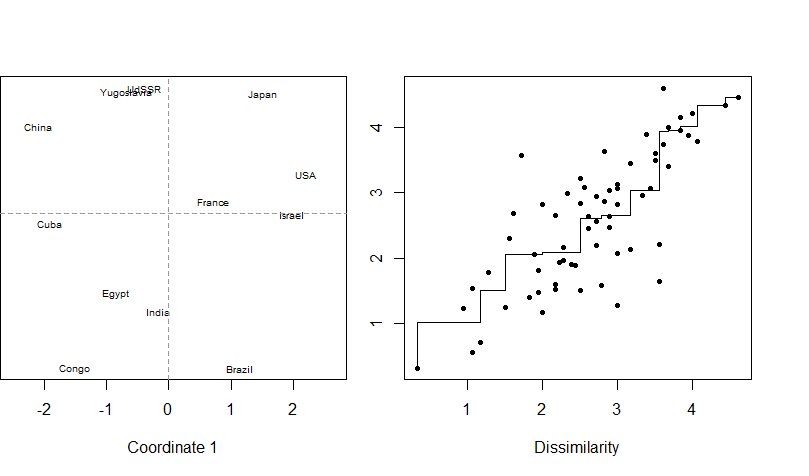 UdSSR
Yugoslavia
Japan
China
USA
France
Israel
Cuba
Egypt
India
Congo
Brazil
-2 -1 0 1 2
Coordinate 1
4
3
2
1
1 2 3 4
Dissimilarity